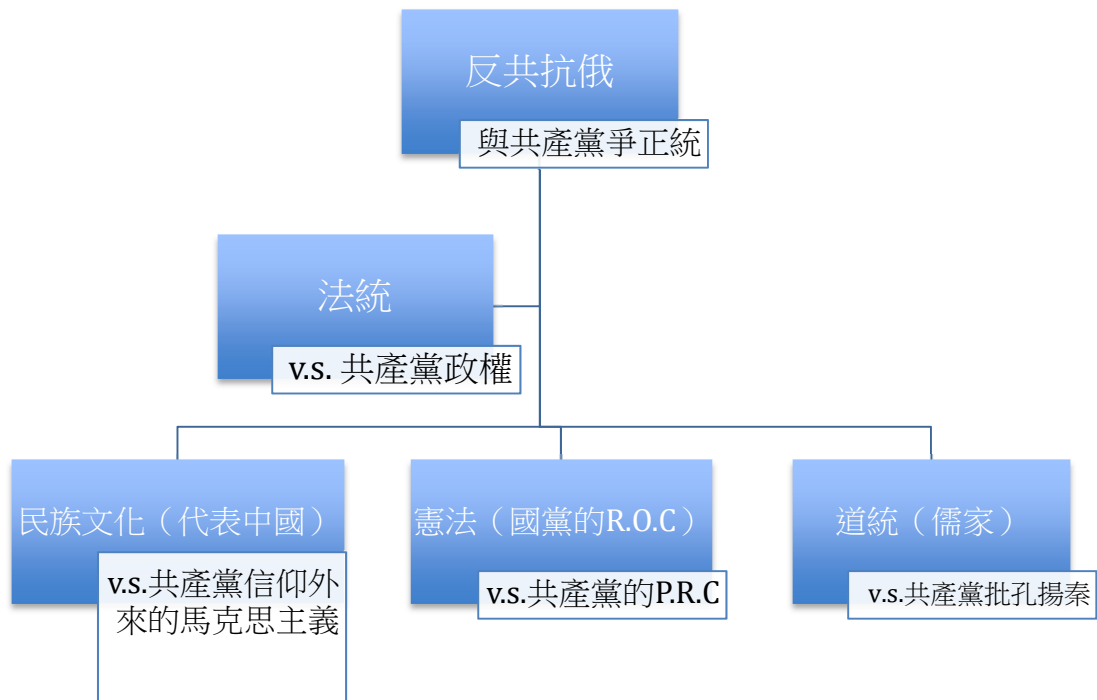 反共抗俄
與共產黨爭正統
法統
v.s. 共產黨政權
民族文化（代表中國）
v.s.共產黨信仰外
來的馬克思主義
憲法（國黨的R.O.C）
v.s.共產黨的P.R.C
道統（儒家）
v.s.共產黨批孔揚秦